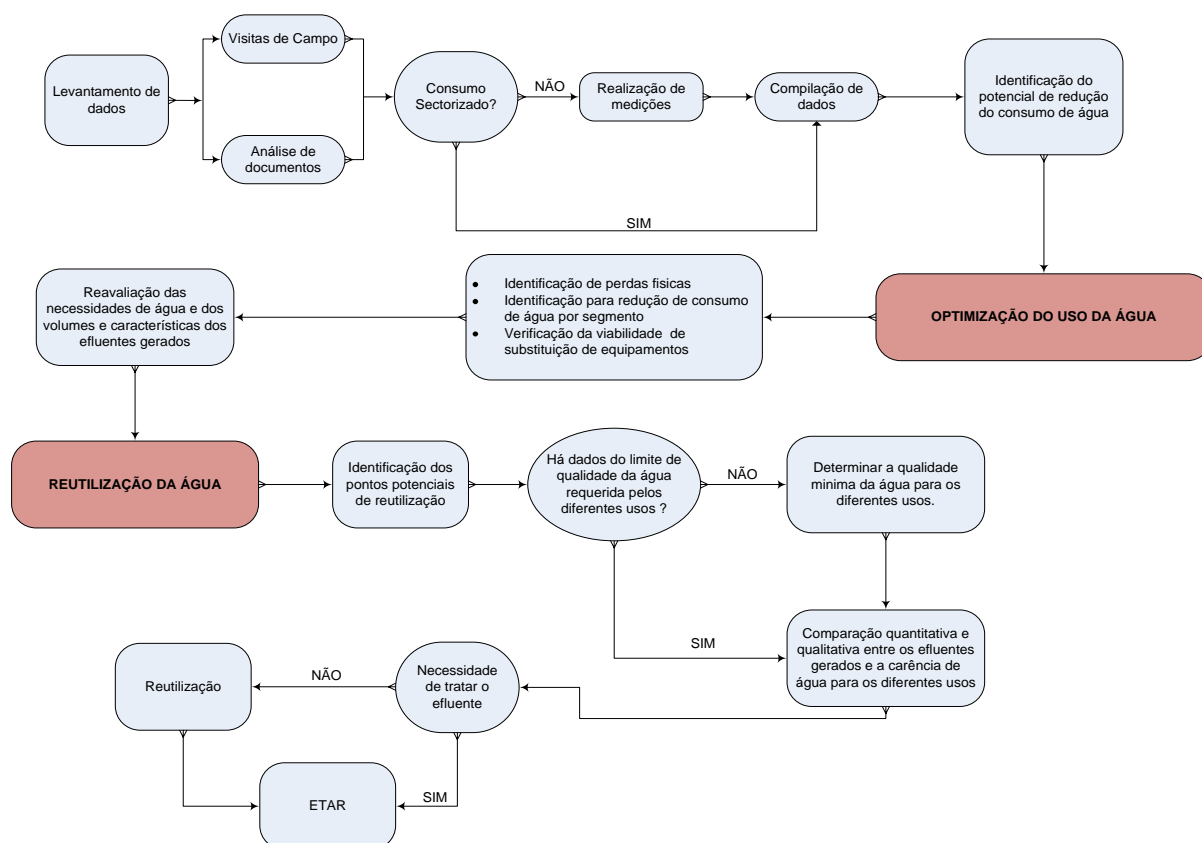 Visitas de Campo
Levantamento de
dados
Análise de
documentos
Consumo
Sectorizado?
NÃO
Realização de
medições
Compilação de
dados
Identificação do
potencial de redução
do consumo de água
SIM
OPTIMIZAÇÃO DO USO DA ÁGUA
• Identificação de perdas fisicas
• Identificação para redução de consumo
de água por segmento
• Verificação da viabilidade de
substituição de equipamentos
Reavaliação das
necessidades de água e dos
volumes e características dos
efluentes gerados
REUTILIZAÇÃO DA ÁGUA
Identificação dos
pontos potenciais
de reutilização
Há dados do limite de
qualidade da água
requerida pelos
diferentes usos ?
NÃO
Determinar a qualidade
minima da água para os
diferentes usos.
SIM
Comparação quantitativa e
qualitativa entre os efluentes
gerados e a carência de
água para os diferentes usos
Necessidade
de tratar o
efluente
NÃO
Reutilização
SIM
ETAR